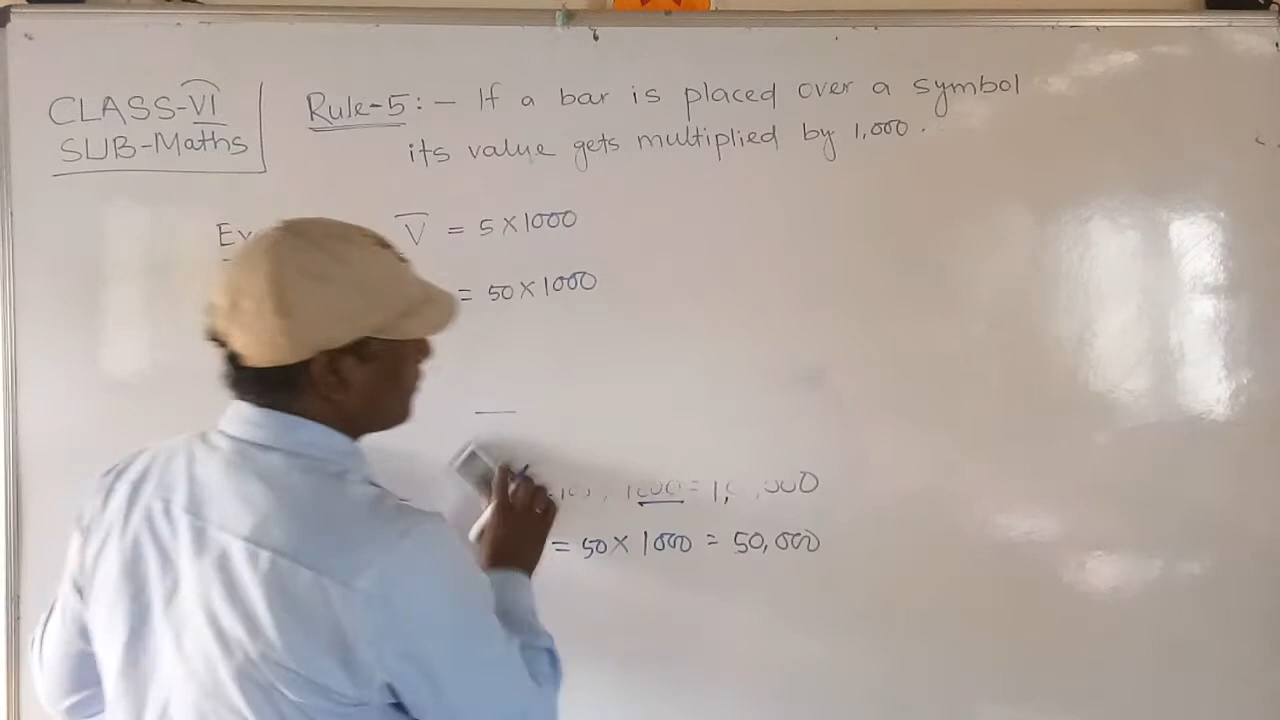 CLASS-VI
SUB-Maths
Rule-5:- If a bar is placed over a symbol
its value gets multiplied by 1,000.
V̅ = 5×1000
= 50×1000
1000 =
= 50× 1000 = 50,000